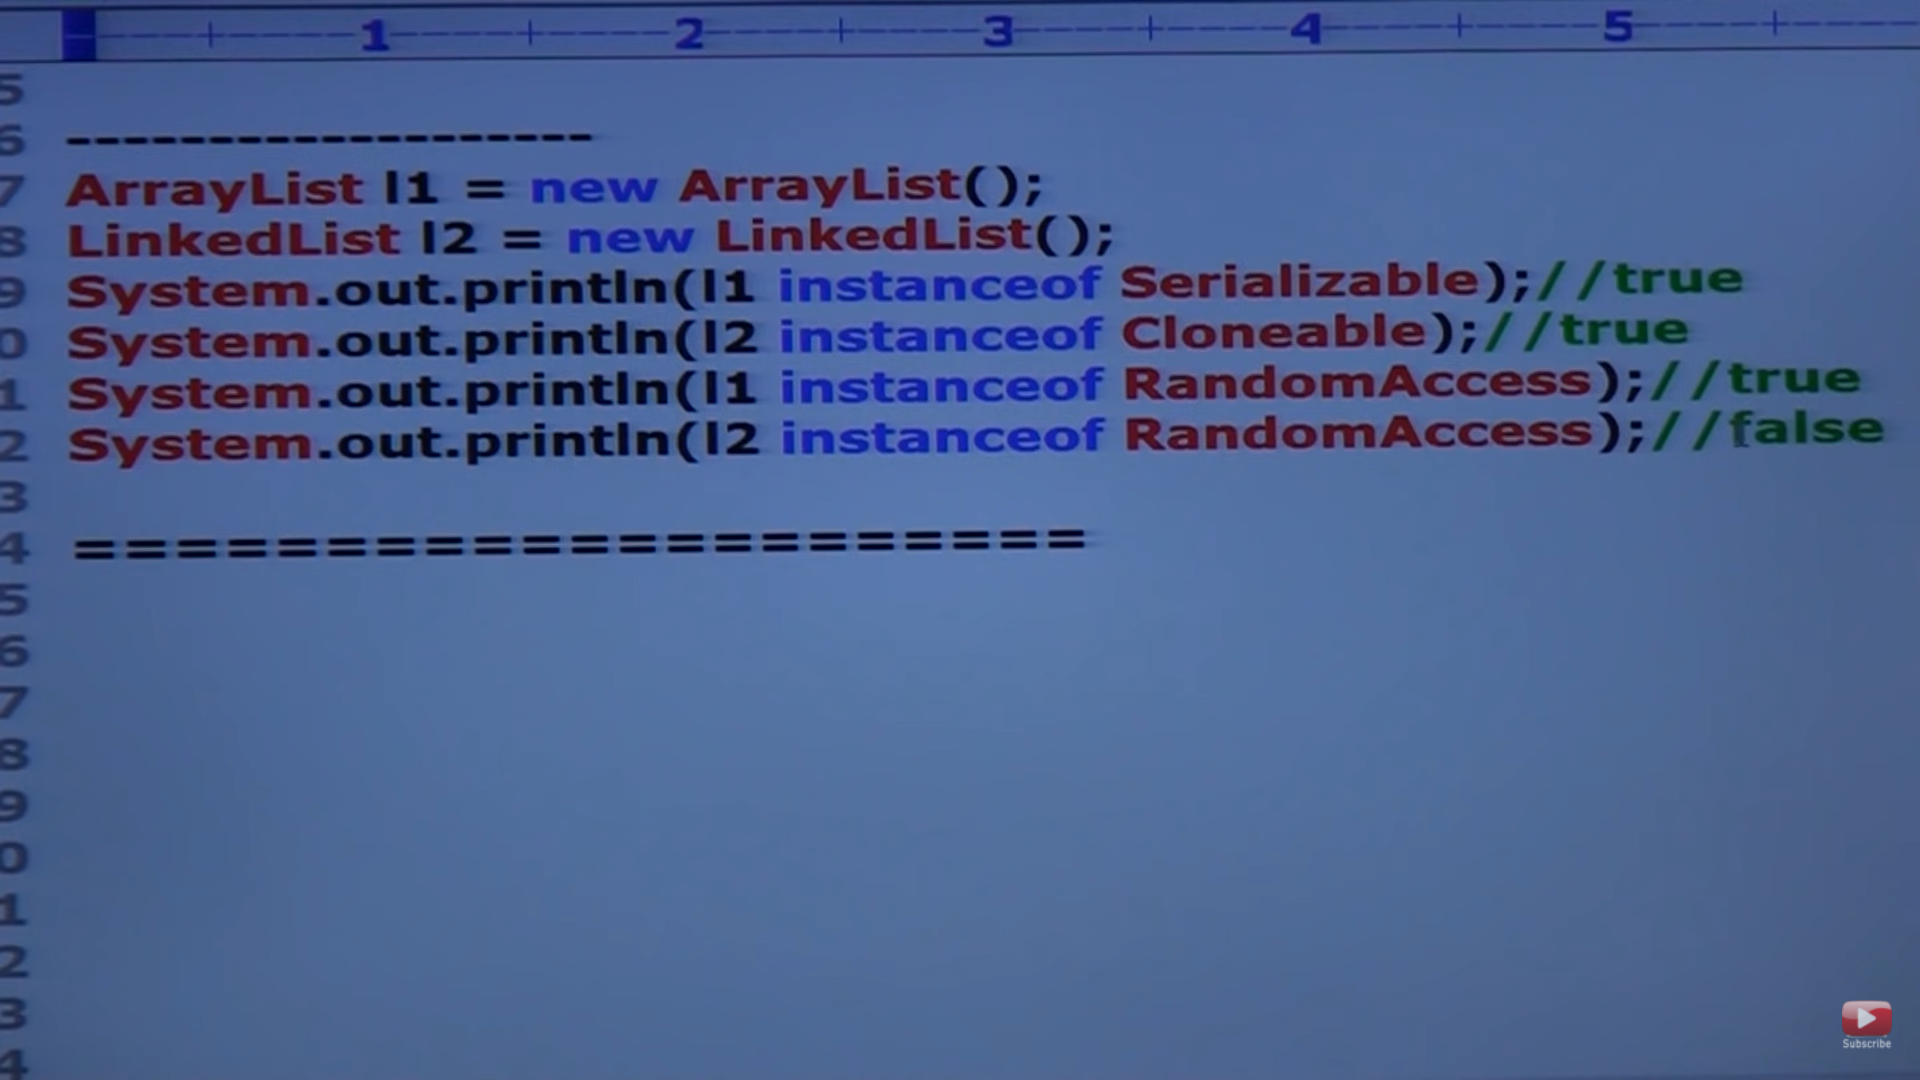 1 2 3 4 5
5
6 -------------------
7 ArrayList l1 = new ArrayList();
8 LinkedList l2 = new LinkedList();
9 System.out.println(l1 instanceof Serializable);//true
0 System.out.println(l2 instanceof Cloneable);//true
1 System.out.println(l1 instanceof RandomAccess);//true
2 System.out.println(l2 instanceof RandomAccess);//false
3
4 =====================
5
6
7
8
9
0
1
2
3
4
Subscribe